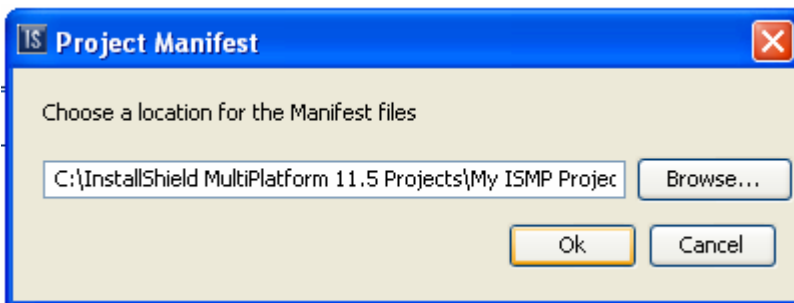 IS Project Manifest
Choose a location for the Manifest files
C:\InstallShield MultiPlatform 11.5 Projects\My ISMP Projec Browse...
Ok Cancel